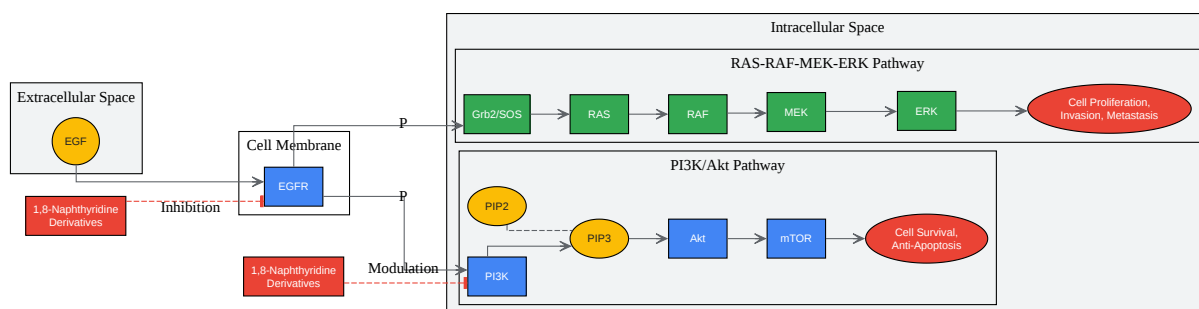 Intracellular Space
RAS-RAF-MEK-ERK Pathway
Extracellular Space
EGF
Cell Membrane
EGFR
P
Grb2/SOS
RAS
RAF
MEK
ERK
Cell Proliferation,
Invasion, Metastasis
1,8-Naphthyridine
Derivatives
Inhibition
P
PI3K/Akt Pathway
PIP2
PIP3
Akt
mTOR
Cell Survival,
Anti-Apoptosis
1,8-Naphthyridine
Derivatives
Modulation
PI3K